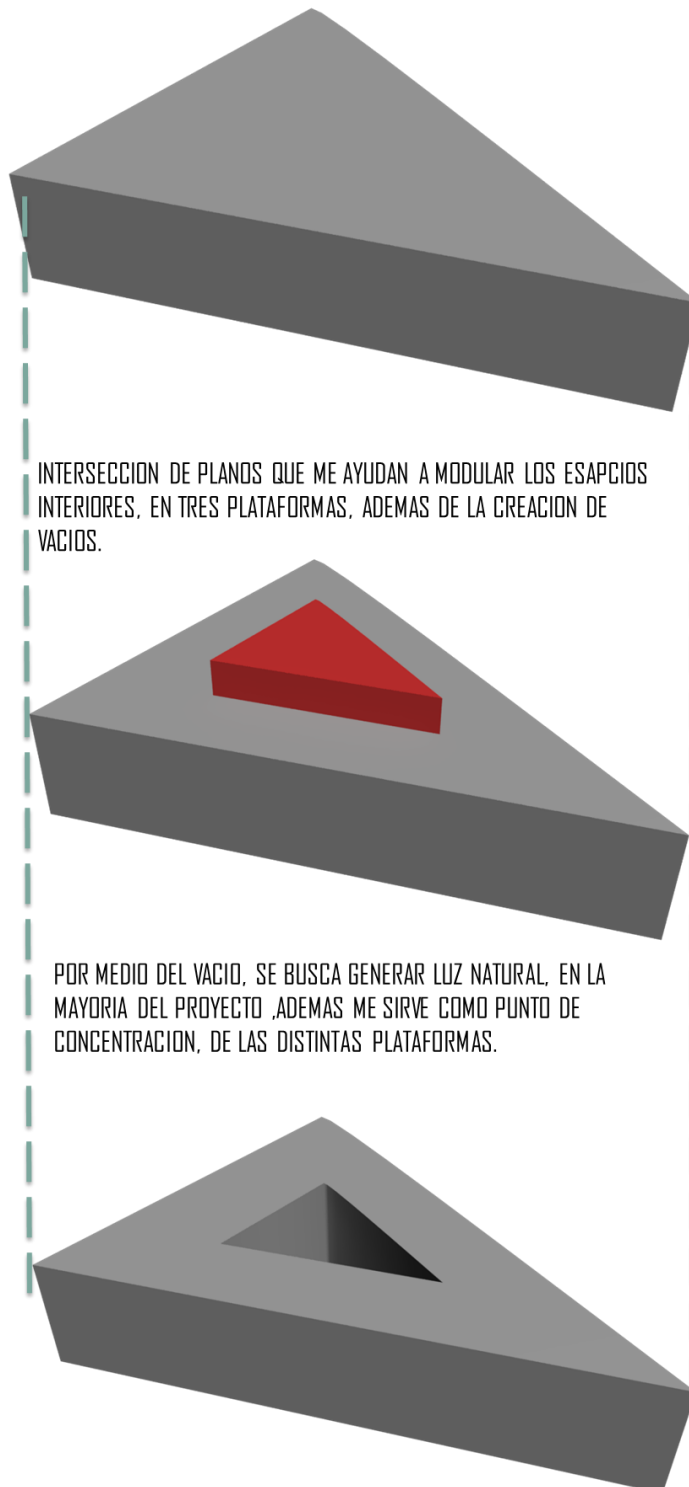 INTERSECCION DE PLANOS QUE ME AYUDAN A MODULAR LOS ESAPCIOS
INTERIORES, EN TRES PLATAFORMAS, ADEMAS DE LA CREACION DE
VACIOS.
POR MEDIO DEL VACIO, SE BUSCA GENERAR LUZ NATURAL, EN LA
MAYORIA DEL PROYECTO ,ADEMAS ME SIRVE COMO PUNTO DE
CONCENTRACION, DE LAS DISTINTAS PLATAFORMAS.